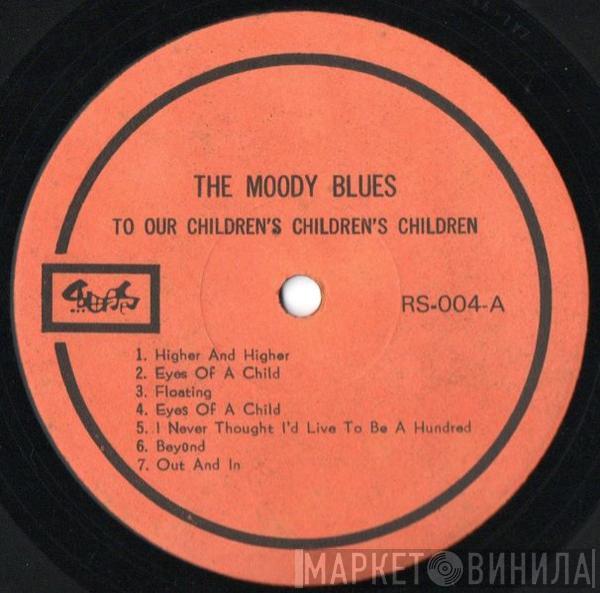 THE MOODY BLUES
TO OUR CHILDREN'S CHILDREN'S CHILDREN
RS-004-A
1. Higher And Higher
2. Eyes Of A Child
3. Floating
4. Eyes Of A Child
5. I Never Thought I'd Live To Be A Hundred
6. Beyond
7. Out And In
МАРКЕТ ВИНИЛА